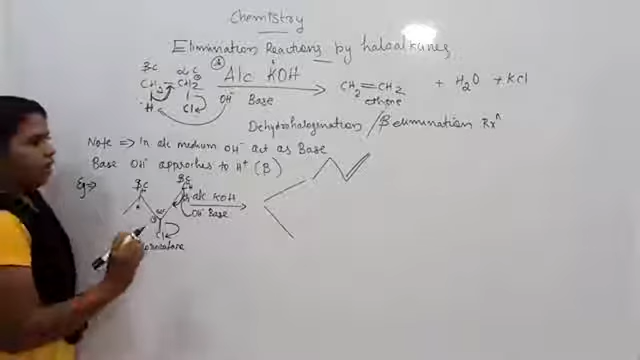 Chemistry
Elimination Reactions by haloalkanes
βC αC Alc KOH
CH2 — CH2 CH2=CH2 + H2O + KCl
H Cl OH⁻ Base ethene
Dehydrohalogenation / β elimination Rxⁿ
Note ⇒ In alc medium OH⁻ act as Base
Base OH⁻ approaches to H⁺ (β)
Eg ⇒ βC βC alc KOH
OH⁻ Base
Cl